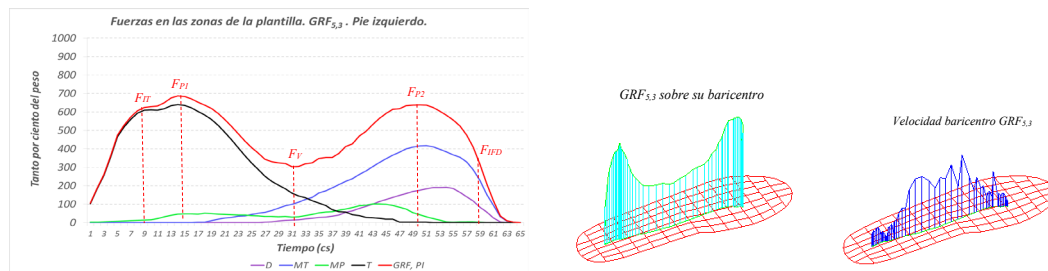 Fuerzas en las zonas de la plantilla. GRF5,3 . Pie izquierdo.
Tanto por ciento del peso
1000
900
800
700
600
500
400
300
200
100
0
FIT
FP1
FV
FP2
FIFD
1 3 5 7 9 11 13 15 17 19 21 23 25 27 29 31 33 35 37 39 41 43 45 47 49 51 53 55 57 59 61 63 65
Tiempo (cs)
D MT MP T GRF, PI
GRF5,3 sobre su baricentro
Velocidad baricentro GRF5,3